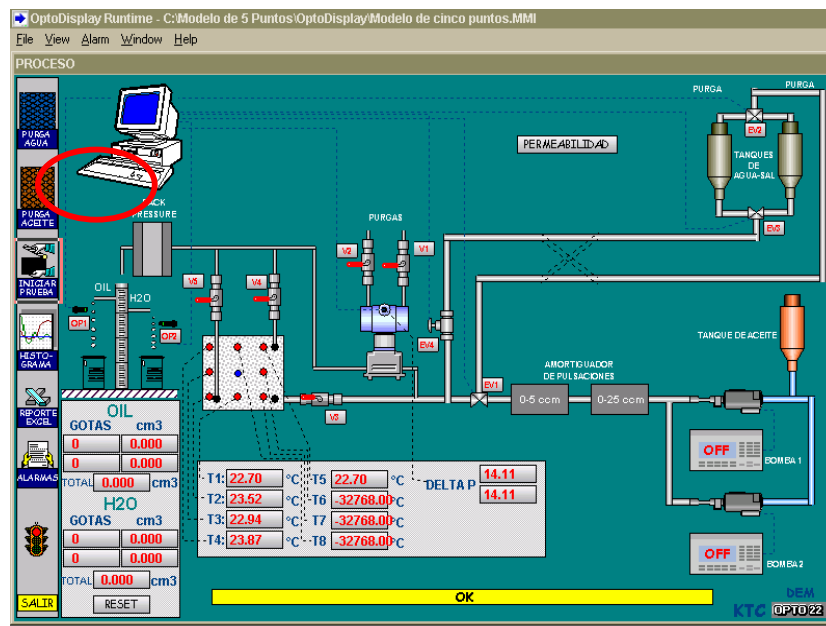 OptoDisplay Runtime - C:\Modelo de 5 Puntos\OptoDisplay\Modelo de cinco puntos.MMI
File View Alarm Window Help
PROCESO
PURGA
AGUA
PURGA
ACEITE
INICIAR
PRUEBA
HISTO-
GRAMA
REPORTE
EXCEL
ALARMAS
SALIR
PRESSURE
OIL
H2O
OP1
OP2
V5
V4
PURGAS
V2
V1
EV4
V3
EV1
PERMEABILIDAD
PURGA
PURGA
EV2
TANQUES
DE
AGUA-SAL
EV3
TANQUE DE ACEITE
AMORTIGUADOR
DE PULSACIONES
0-5 ccm
0-25 ccm
OFF
BOMBA 1
OFF
BOMBA 2
OIL
GOTAS cm3
0 0.000
0 0.000
TOTAL 0.000 cm3
H2O
GOTAS cm3
0 0.000
0 0.000
TOTAL 0.000 cm3
RESET
T1: 22.70 °C T5 22.70 °C
T2: 23.52 °C T6 -32768.00°C
T3: 22.94 °C T7 -32768.00°C
T4: 23.87 °C T8 -32768.00°C
DELTA P 14.11
14.11
OK
bEM
KTC OPTO 22